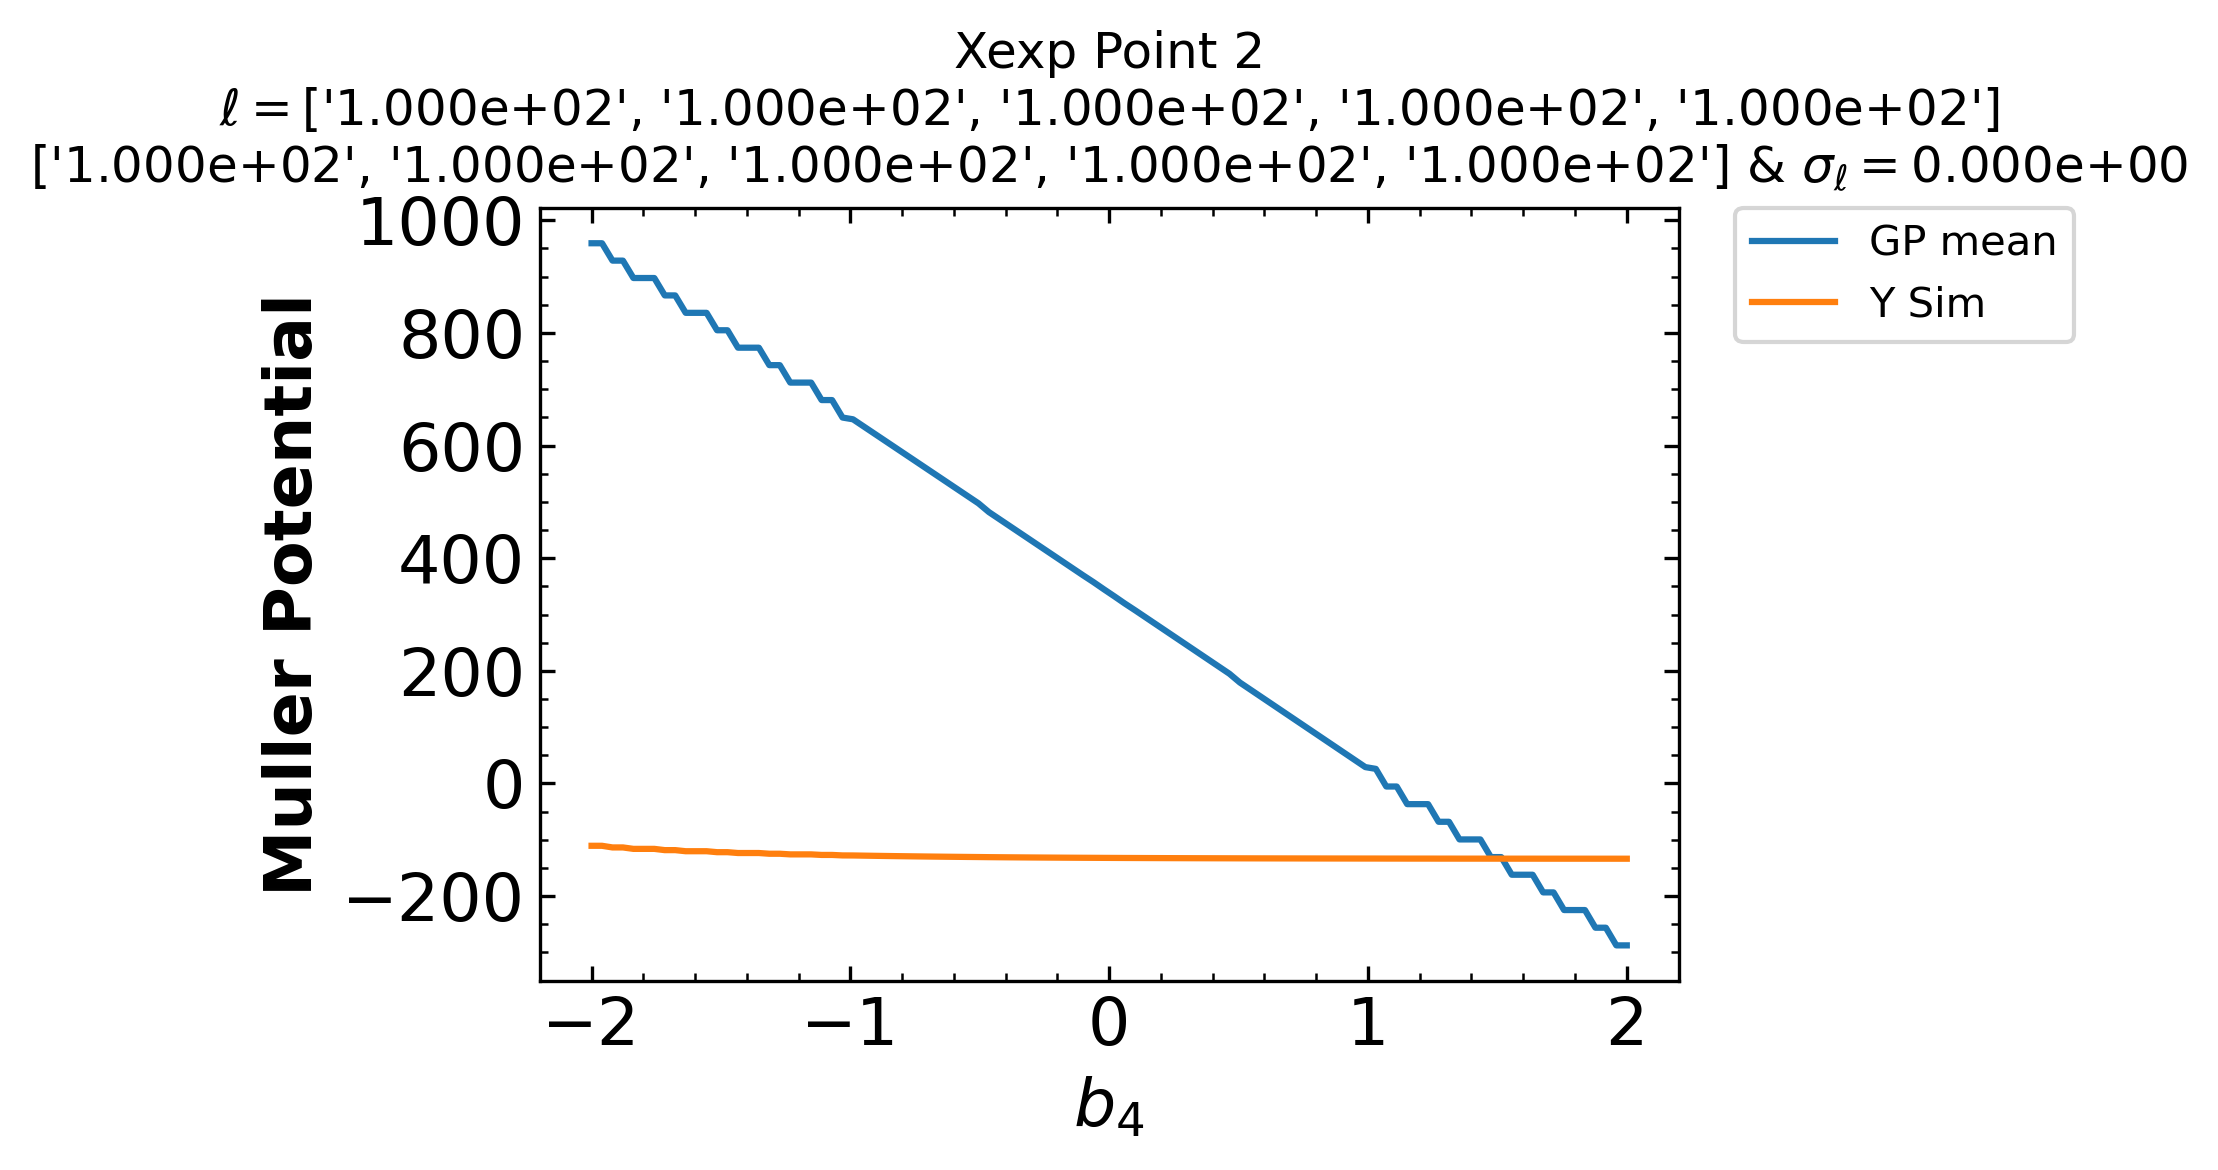 Xexp Point 2
ℓ = ['1.000e+02', '1.000e+02', '1.000e+02', '1.000e+02', '1.000e+02']
['1.000e+02', '1.000e+02', '1.000e+02', '1.000e+02', '1.000e+02'] & σℓ = 0.000e+00
GP mean
Y Sim
Muller Potential
1000
800
600
400
200
0
−200
−2 −1 0 1 2
b4